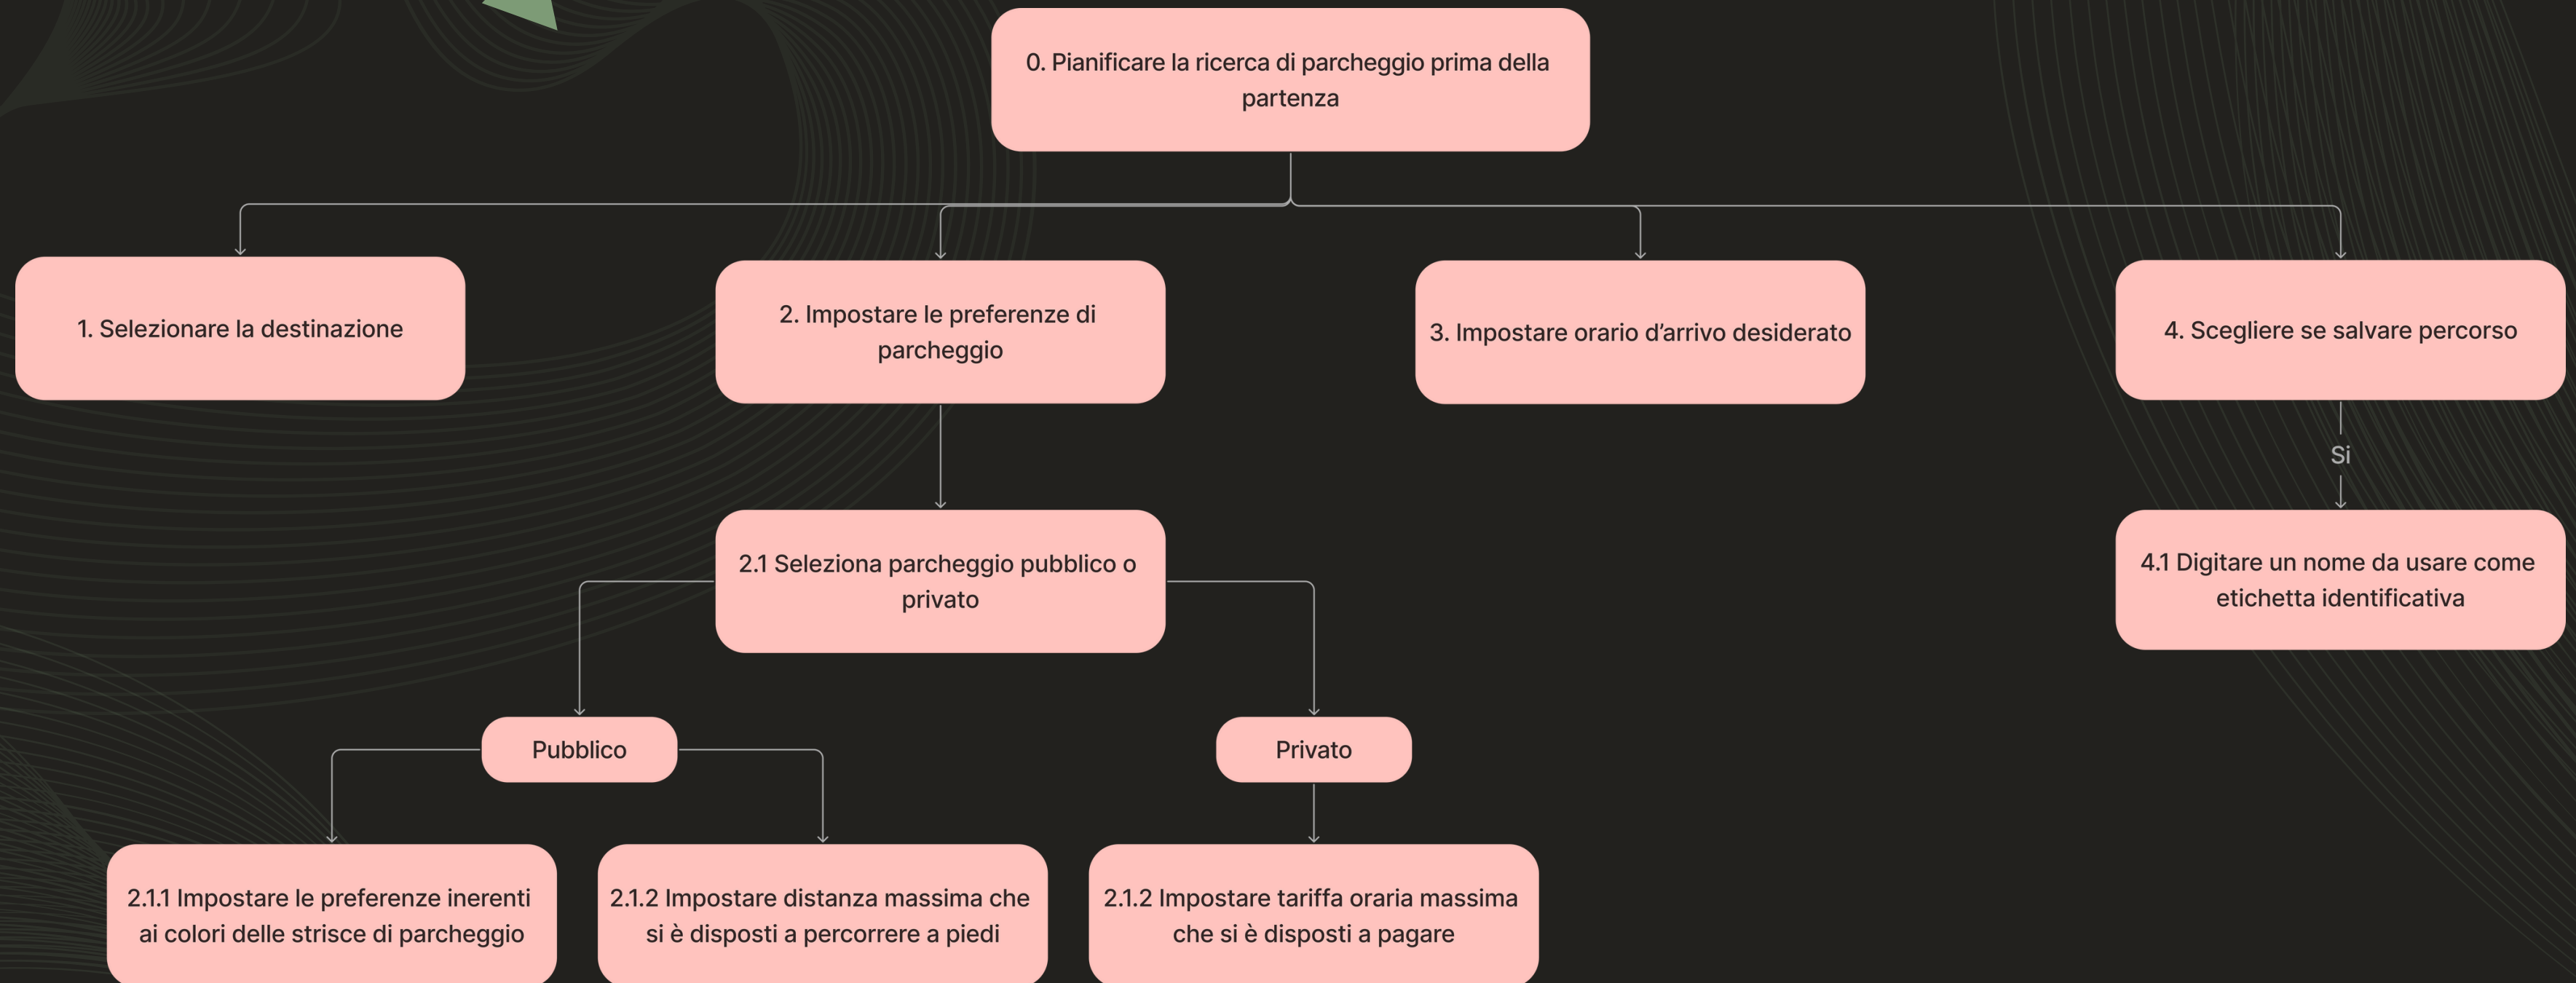 0. Pianificare la ricerca di parcheggio prima della
partenza
1. Selezionare la destinazione
2. Impostare le preferenze di
parcheggio
3. Impostare orario d’arrivo desiderato
4. Scegliere se salvare percorso
Si
2.1 Seleziona parcheggio pubblico o
privato
4.1 Digitare un nome da usare come
etichetta identificativa
Pubblico
Privato
2.1.1 Impostare le preferenze inerenti
ai colori delle strisce di parcheggio
2.1.2 Impostare distanza massima che
si è disposti a percorrere a piedi
2.1.2 Impostare tariffa oraria massima
che si è disposti a pagare